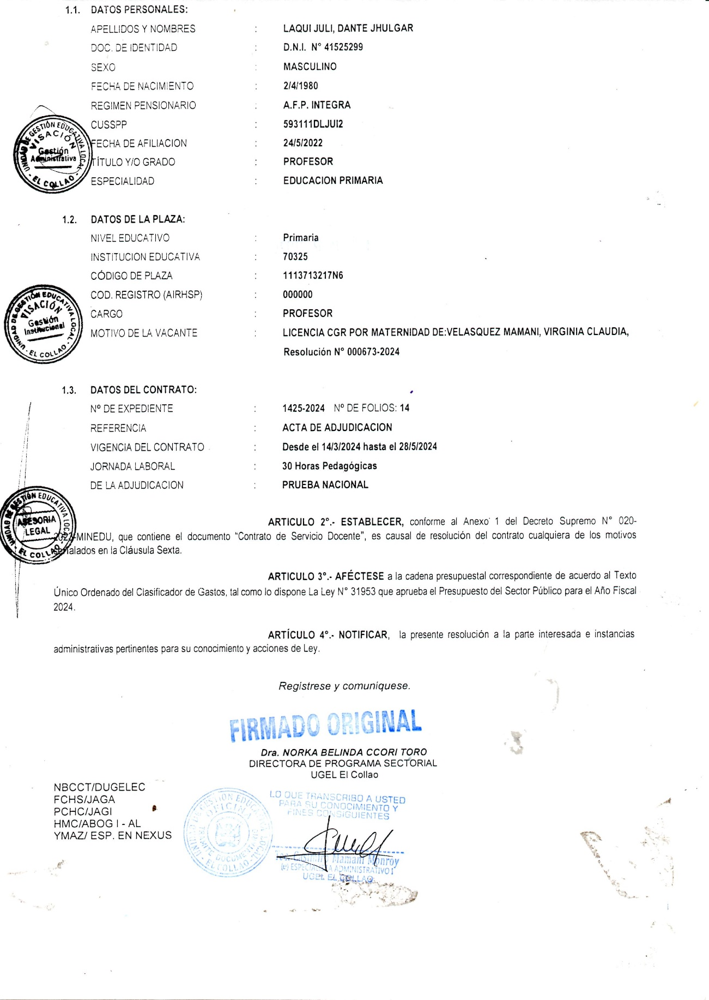 1.1. DATOS PERSONALES:
APELLIDOS Y NOMBRES : LAQUI JULI, DANTE JHULGAR
DOC. DE IDENTIDAD : D.N.I. N° 41525299
SEXO : MASCULINO
FECHA DE NACIMIENTO : 2/4/1980
REGIMEN PENSIONARIO : A.F.P. INTEGRA
CUSSPP : 593111DLJUI2
FECHA DE AFILIACION : 24/5/2022
TÍTULO Y/O GRADO : PROFESOR
ESPECIALIDAD : EDUCACION PRIMARIA
UNIDAD DE GESTIÓN EDUCATIVA LOCAL - EL COLLAO -
VISACIÓN
Gestión
Administrativa
1.2. DATOS DE LA PLAZA:
NIVEL EDUCATIVO : Primaria
INSTITUCION EDUCATIVA : 70325
CÓDIGO DE PLAZA : 1113713217N6
COD. REGISTRO (AIRHSP) : 000000
CARGO : PROFESOR
MOTIVO DE LA VACANTE : LICENCIA CGR POR MATERNIDAD DE:VELASQUEZ MAMANI, VIRGINIA CLAUDIA,
Resolución N° 000673-2024
UNIDAD DE GESTIÓN EDUCATIVA LOCAL - EL COLLAO -
VISACIÓN
Gestión
Institucional
1.3. DATOS DEL CONTRATO:
Nº DE EXPEDIENTE : 1425-2024 Nº DE FOLIOS: 14
REFERENCIA : ACTA DE ADJUDICACION
VIGENCIA DEL CONTRATO : Desde el 14/3/2024 hasta el 28/5/2024
JORNADA LABORAL : 30 Horas Pedagógicas
DE LA ADJUDICACION : PRUEBA NACIONAL
UNIDAD DE GESTIÓN EDUCATIVA LOCAL - EL COLLAO -
ASESORIA
LEGAL
ARTICULO 2°.- ESTABLECER, conforme al Anexo 1 del Decreto Supremo N° 020-
2023-MINEDU, que contiene el documento “Contrato de Servicio Docente”, es causal de resolución del contrato cualquiera de los motivos
señalados en la Cláusula Sexta.
ARTICULO 3°.- AFÉCTESE a la cadena presupuestal correspondiente de acuerdo al Texto
Único Ordenado del Clasificador de Gastos, tal como lo dispone La Ley N° 31953 que aprueba el Presupuesto del Sector Público para el Año Fiscal
2024.
ARTÍCULO 4°.- NOTIFICAR, la presente resolución a la parte interesada e instancias
administrativas pertinentes para su conocimiento y acciones de Ley.
Regístrese y comuníquese.
FIRMADO ORIGINAL
Dra. NORKA BELINDA CCORI TORO
DIRECTORA DE PROGRAMA SECTORIAL
UGEL El Collao
NBCCT/DUGELEC
FCHS/JAGA
PCHC/JAGI
HMC/ABOG I - AL
YMAZ/ ESP. EN NEXUS
OFICINA
EL COLLAO
LO QUE TRANSCRIBO A USTED
PARA SU CONOCIMIENTO Y
FINES CONSIGUIENTES
Mamani Monroy
(e) ESPECIALISTA ADMINISTRATIVO I
UGEL EL COLLAO